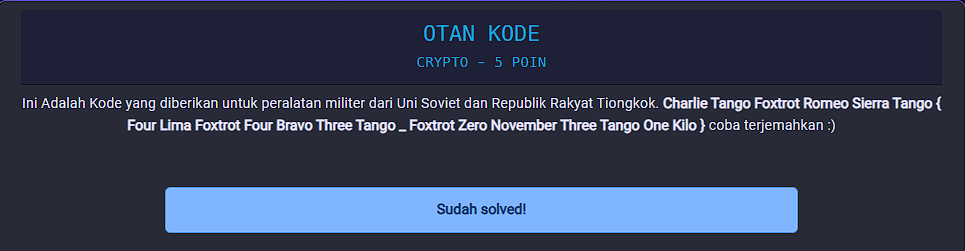 OTAN KODE
CRYPTO - 5 POIN
Ini Adalah Kode yang diberikan untuk peralatan militer dari Uni Soviet dan Republik Rakyat Tiongkok. Charlie Tango Foxtrot Romeo Sierra Tango {
Four Lima Foxtrot Four Bravo Three Tango _ Foxtrot Zero November Three Tango One Kilo } coba terjemahkan :)
Sudah solved!